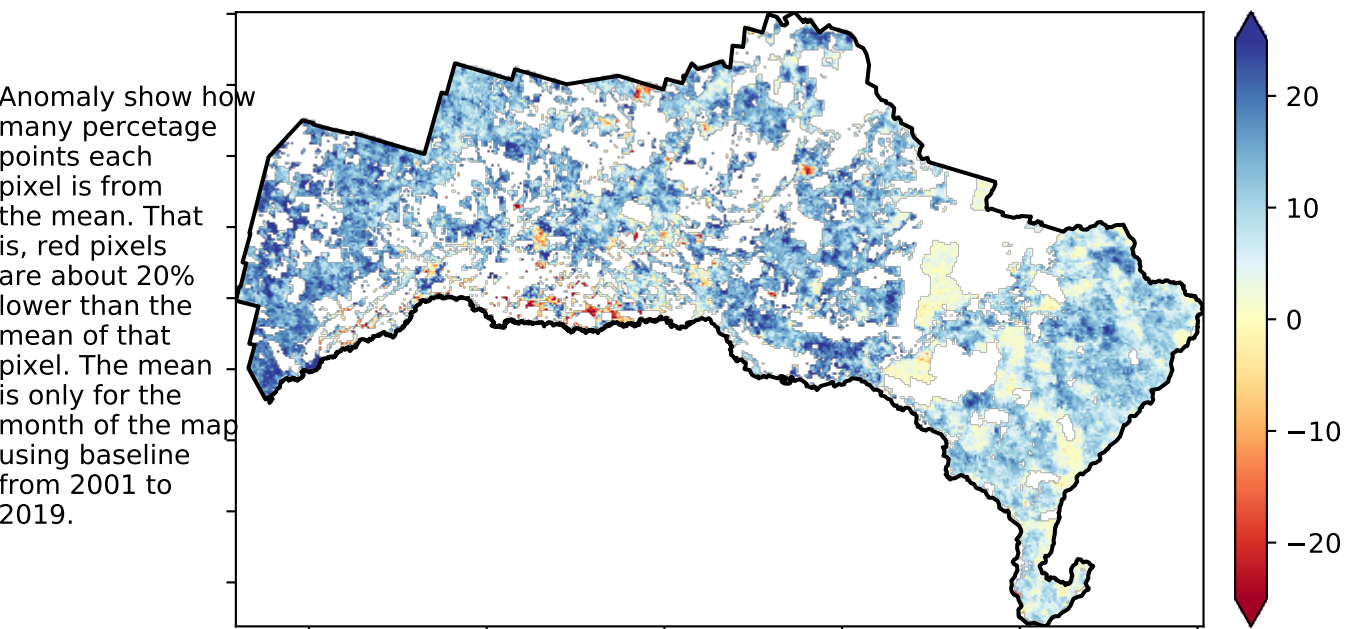 Anomaly show how
many percetage
points each
pixel is from
the mean. That
is, red pixels
are about 20%
lower than the
mean of that
pixel. The mean
is only for the
month of the map
using baseline
from 2001 to
2019.
20
10
0
−10
−20